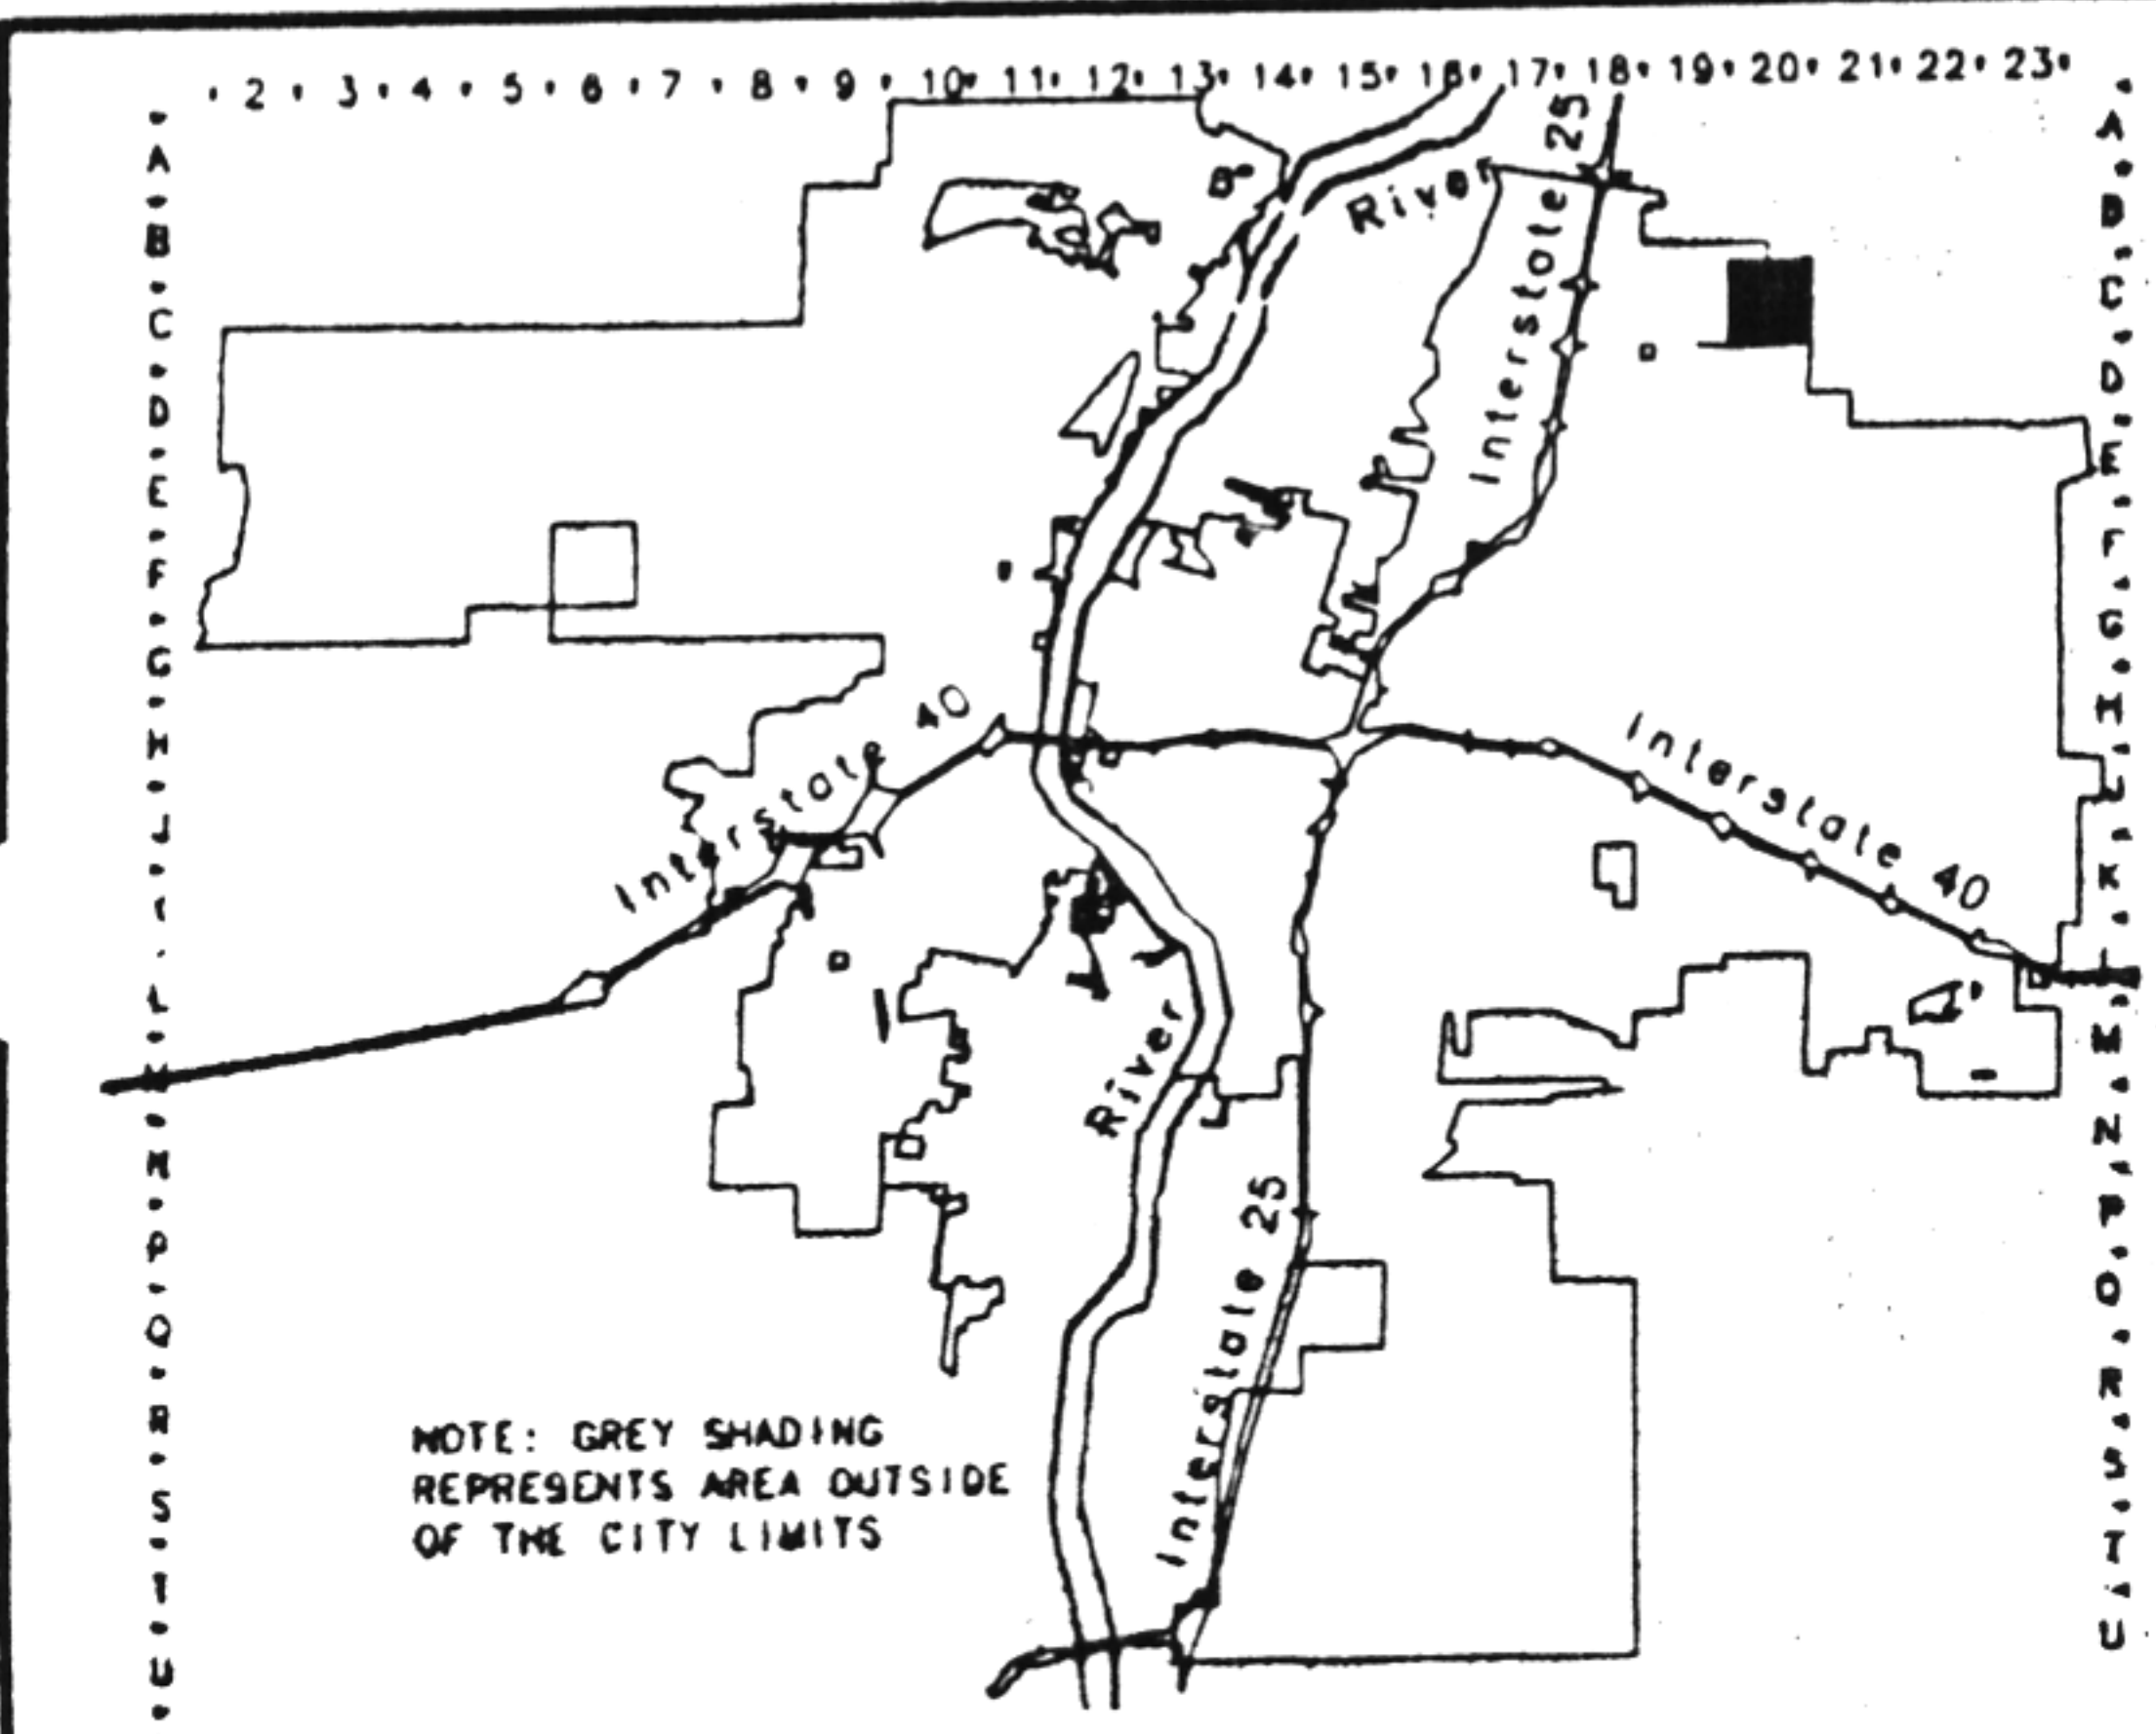 2 3 4 5 6 7 8 9 10 11 12 13 14 15 16 17 18 19 20 21 22 23
A
B
C
D
E
F
G
H
J
L
M
P
Q
R
S
T
U
A
B
C
D
E
F
G
H
J
K
L
M
N
P
Q
R
S
T
U
River
Interstate 25
Interstate 40
Interstate 40
River
Interstate 25
NOTE: GREY SHADING
REPRESENTS AREA OUTSIDE
OF THE CITY LIMITS